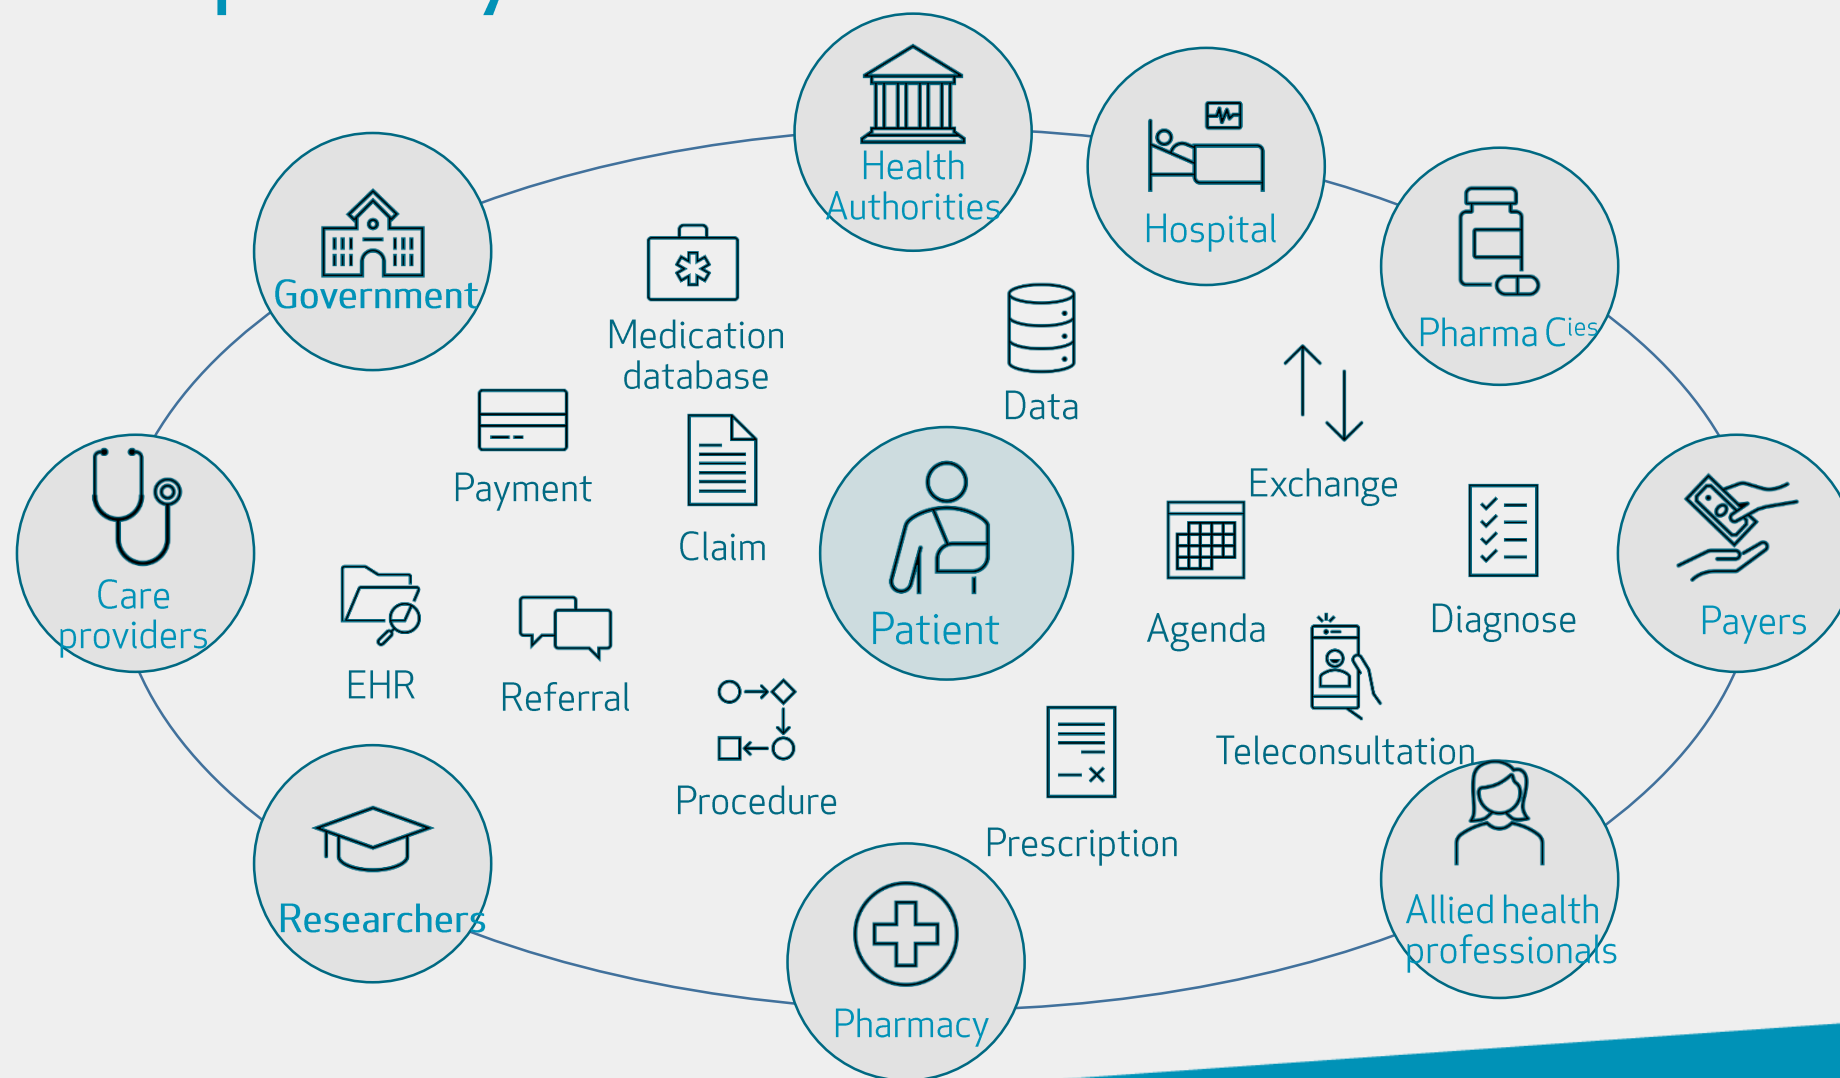 Health
Authorities
Hospital
Government
Pharma Cies
Medication
database
Data
Payment
Exchange
Claim
Care
providers
Patient
Agenda
Diagnose
Payers
EHR
Referral
Teleconsultation
Procedure
Prescription
Researchers
Allied health
professionals
Pharmacy